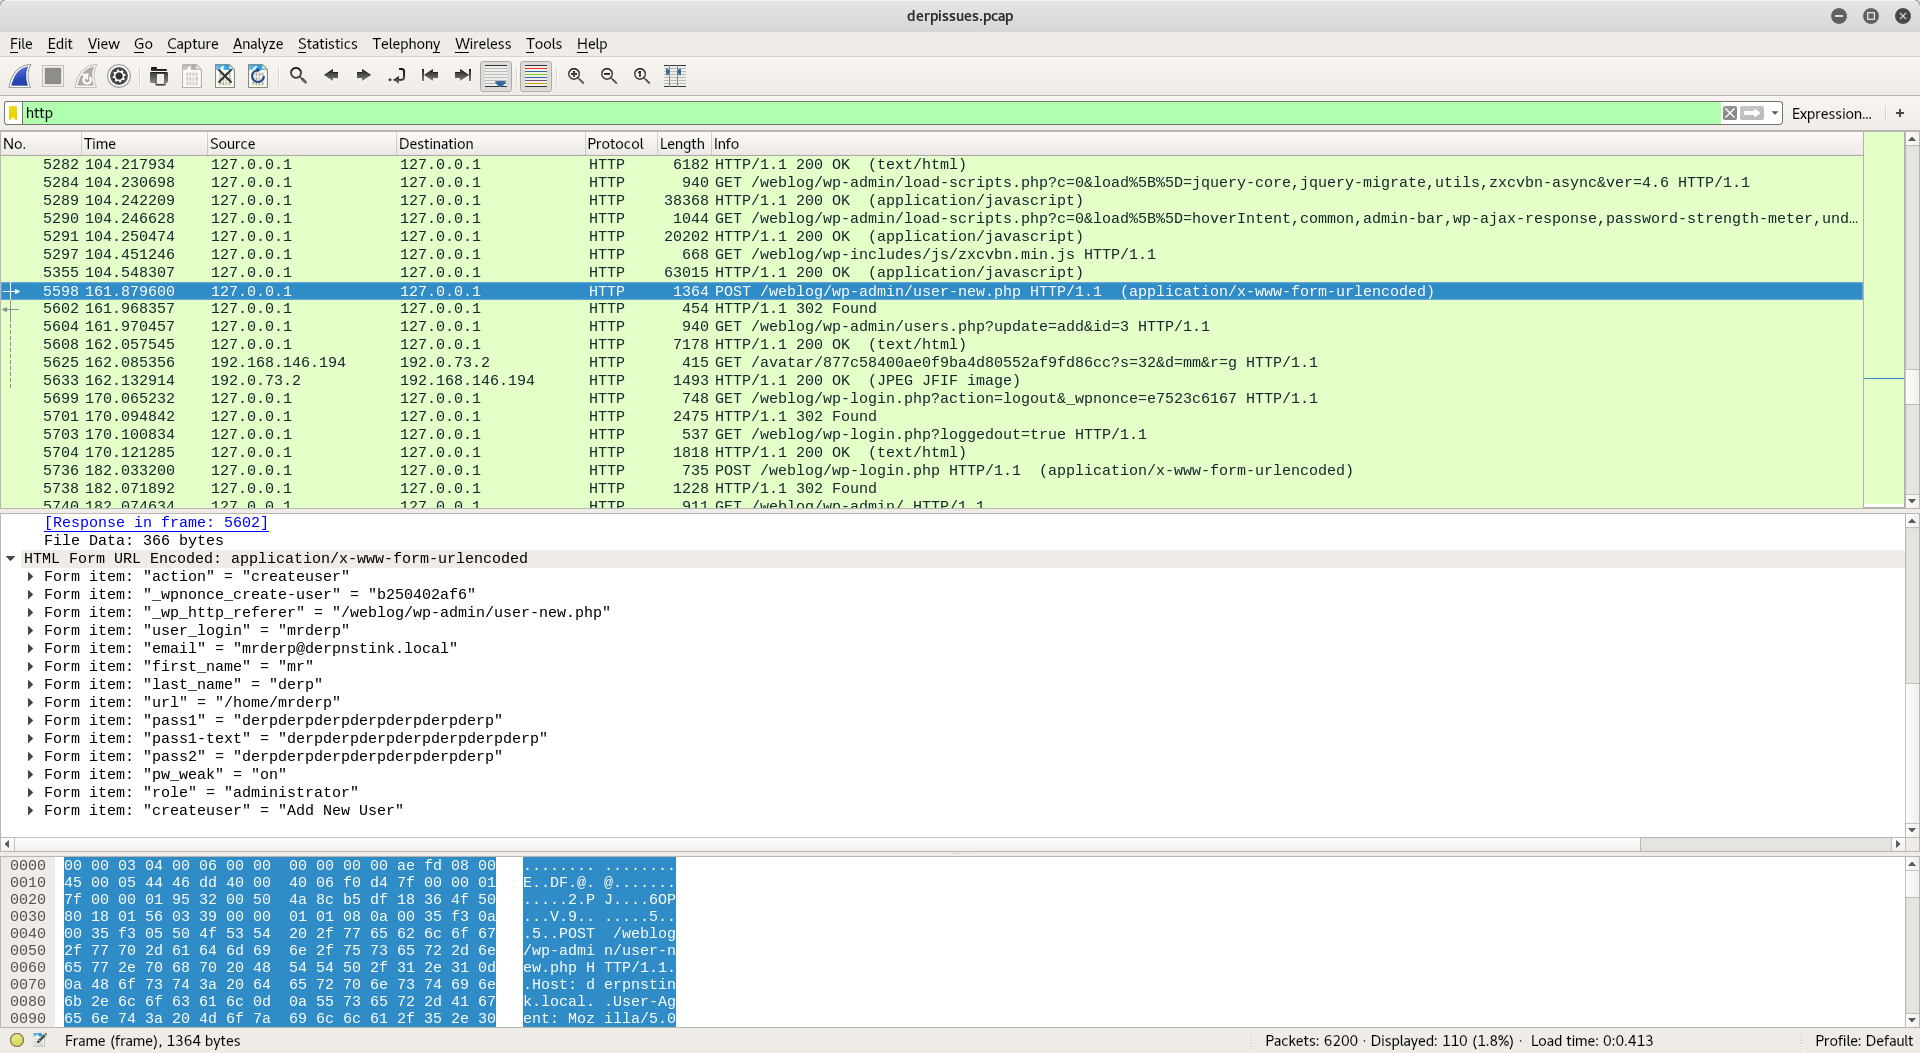 derpissues.pcap
File Edit View Go Capture Analyze Statistics Telephony Wireless Tools Help
http Expression... +
No. Time Source Destination Protocol Length Info
5282 104.217934 127.0.0.1 127.0.0.1 HTTP 6182 HTTP/1.1 200 OK (text/html)
5284 104.230698 127.0.0.1 127.0.0.1 HTTP 940 GET /weblog/wp-admin/load-scripts.php?c=0&load%5B%5D=jquery-core,jquery-migrate,utils,zxcvbn-async&ver=4.6 HTTP/1.1
5289 104.242209 127.0.0.1 127.0.0.1 HTTP 38368 HTTP/1.1 200 OK (application/javascript)
5290 104.246628 127.0.0.1 127.0.0.1 HTTP 1044 GET /weblog/wp-admin/load-scripts.php?c=0&load%5B%5D=hoverIntent,common,admin-bar,wp-ajax-response,password-strength-meter,und…
5291 104.250474 127.0.0.1 127.0.0.1 HTTP 20202 HTTP/1.1 200 OK (application/javascript)
5297 104.451246 127.0.0.1 127.0.0.1 HTTP 668 GET /weblog/wp-includes/js/zxcvbn.min.js HTTP/1.1
5355 104.548307 127.0.0.1 127.0.0.1 HTTP 63015 HTTP/1.1 200 OK (application/javascript)
5598 161.879600 127.0.0.1 127.0.0.1 HTTP 1364 POST /weblog/wp-admin/user-new.php HTTP/1.1 (application/x-www-form-urlencoded)
5602 161.968357 127.0.0.1 127.0.0.1 HTTP 454 HTTP/1.1 302 Found
5604 161.970457 127.0.0.1 127.0.0.1 HTTP 940 GET /weblog/wp-admin/users.php?update=add&id=3 HTTP/1.1
5608 162.057545 127.0.0.1 127.0.0.1 HTTP 7178 HTTP/1.1 200 OK (text/html)
5625 162.085356 192.168.146.194 192.0.73.2 HTTP 415 GET /avatar/877c58400ae0f9ba4d80552af9fd86cc?s=32&d=mm&r=g HTTP/1.1
5633 162.132914 192.0.73.2 192.168.146.194 HTTP 1493 HTTP/1.1 200 OK (JPEG JFIF image)
5699 170.065232 127.0.0.1 127.0.0.1 HTTP 748 GET /weblog/wp-login.php?action=logout&_wpnonce=e7523c6167 HTTP/1.1
5701 170.094842 127.0.0.1 127.0.0.1 HTTP 2475 HTTP/1.1 302 Found
5703 170.100834 127.0.0.1 127.0.0.1 HTTP 537 GET /weblog/wp-login.php?loggedout=true HTTP/1.1
5704 170.121285 127.0.0.1 127.0.0.1 HTTP 1818 HTTP/1.1 200 OK (text/html)
5736 182.033200 127.0.0.1 127.0.0.1 HTTP 735 POST /weblog/wp-login.php HTTP/1.1 (application/x-www-form-urlencoded)
5738 182.071892 127.0.0.1 127.0.0.1 HTTP 1228 HTTP/1.1 302 Found
5740 182.074634 127.0.0.1 127.0.0.1 HTTP 911 GET /weblog/wp-admin/ HTTP/1.1
[Response in frame: 5602]
File Data: 366 bytes
HTML Form URL Encoded: application/x-www-form-urlencoded
Form item: "action" = "createuser"
Form item: "_wpnonce_create-user" = "b250402af6"
Form item: "_wp_http_referer" = "/weblog/wp-admin/user-new.php"
Form item: "user_login" = "mrderp"
Form item: "email" = "mrderp@derpnstink.local"
Form item: "first_name" = "mr"
Form item: "last_name" = "derp"
Form item: "url" = "/home/mrderp"
Form item: "pass1" = "derpderpderpderpderpderpderp"
Form item: "pass1-text" = "derpderpderpderpderpderpderp"
Form item: "pass2" = "derpderpderpderpderpderpderp"
Form item: "pw_weak" = "on"
Form item: "role" = "administrator"
Form item: "createuser" = "Add New User"
0000 00 00 03 04 00 06 00 00 00 00 00 00 ae fd 08 00 ........ ........
0010 45 00 05 44 46 dd 40 00 40 06 f0 d4 7f 00 00 01 E..DF.@. @.......
0020 7f 00 00 01 95 32 00 50 4a 8c b5 df 18 36 4f 50 .....2.P J....6OP
0030 80 18 01 56 03 39 00 00 01 01 08 0a 00 35 f3 0a ...V.9.. .....5..
0040 00 35 f3 05 50 4f 53 54 20 2f 77 65 62 6c 6f 67 .5..POST /weblog
0050 2f 77 70 2d 61 64 6d 69 6e 2f 75 73 65 72 2d 6e /wp-admi n/user-n
0060 65 77 2e 70 68 70 20 48 54 54 50 2f 31 2e 31 0d ew.php H TTP/1.1.
0070 0a 48 6f 73 74 3a 20 64 65 72 70 6e 73 74 69 6e .Host: d erpnstin
0080 6b 2e 6c 6f 63 61 6c 0d 0a 55 73 65 72 2d 41 67 k.local. .User-Ag
0090 65 6e 74 3a 20 4d 6f 7a 69 6c 6c 61 2f 35 2e 30 ent: Moz illa/5.0
Frame (frame), 1364 bytes Packets: 6200 · Displayed: 110 (1.8%) · Load time: 0:0.413 Profile: Default